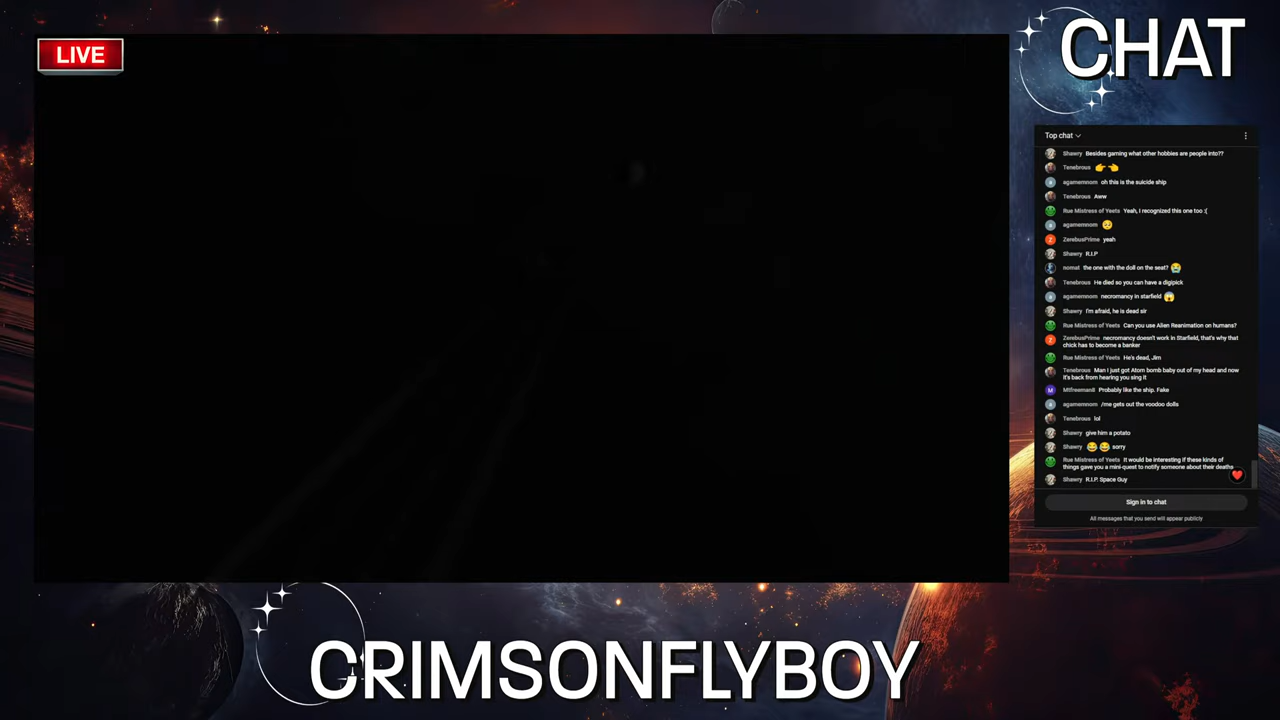 LIVE
CHAT
Top chat
Shawry Besides gaming what other hobbies are people into??
Tenebrous 👉👈
agamemnom oh this is the suicide ship
Tenebrous Aww
Rue Mistress of Yeets Yeah, I recognized this one too :(
agamemnom 🥺
Z ZerebusPrime yeah
Shawry R.I.P
nomat the one with the doll on the seat? 😭
Tenebrous He died so you can have a digipick
agamemnom necromancy in starfield 😱
Shawry I'm afraid, he is dead sir
Rue Mistress of Yeets Can you use Alien Reanimation on humans?
Z ZerebusPrime necromancy doesn't work in Starfield, that's why that
chick has to become a banker
Rue Mistress of Yeets He's dead, Jim
Tenebrous Man I just got Atom bomb baby out of my head and now
it's back from hearing you sing it
M Mtfreeman8 Probably like the ship. Fake
agamemnom /me gets out the voodoo dolls
Tenebrous lol
Shawry give him a potato
Shawry 😂😂 sorry
Rue Mistress of Yeets It would be interesting if these kinds of
things gave you a mini-quest to notify someone about their deaths
Shawry R.I.P. Space Guy
Sign in to chat
All messages that you send will appear publicly
CRIMSONFLYBOY